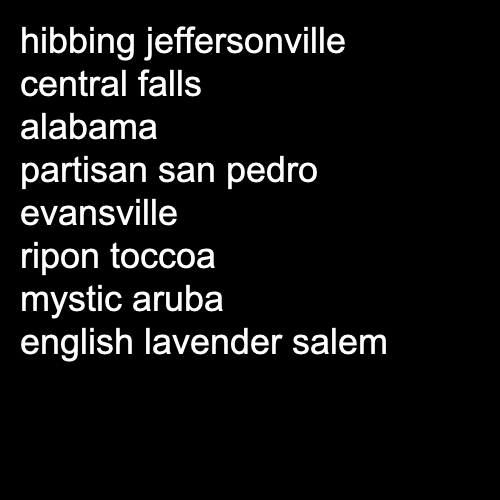 hibbing jeffersonville
central falls
alabama
partisan san pedro
evansville
ripon toccoa
mystic aruba
english lavender salem